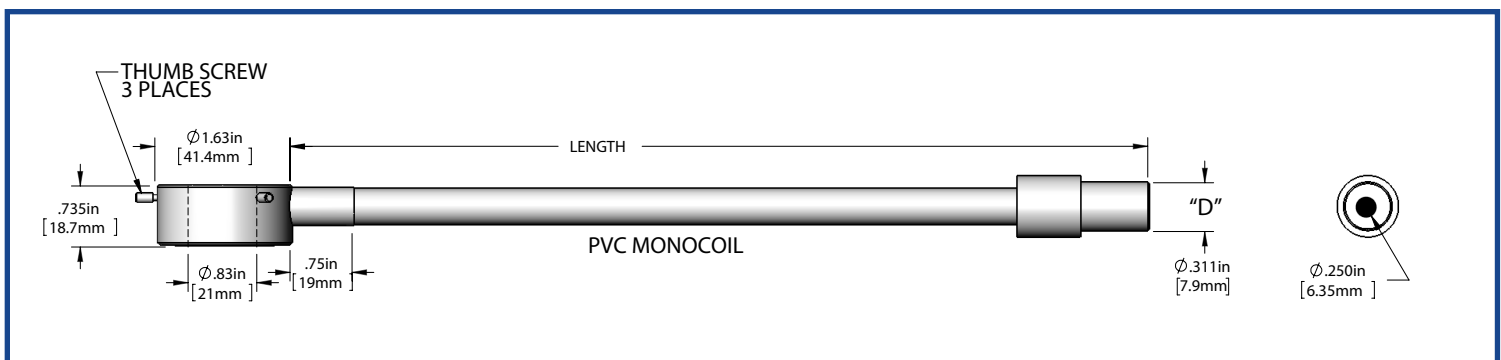 THUMB SCREW
3 PLACES
Ø1.63in
[41.4mm]
LENGTH
.735in
[18.7mm]
"D"
PVC MONOCOIL
Ø.83in
[21mm]
.75in
[19mm]
Ø.311in
[7.9mm]
Ø.250in
[6.35mm]